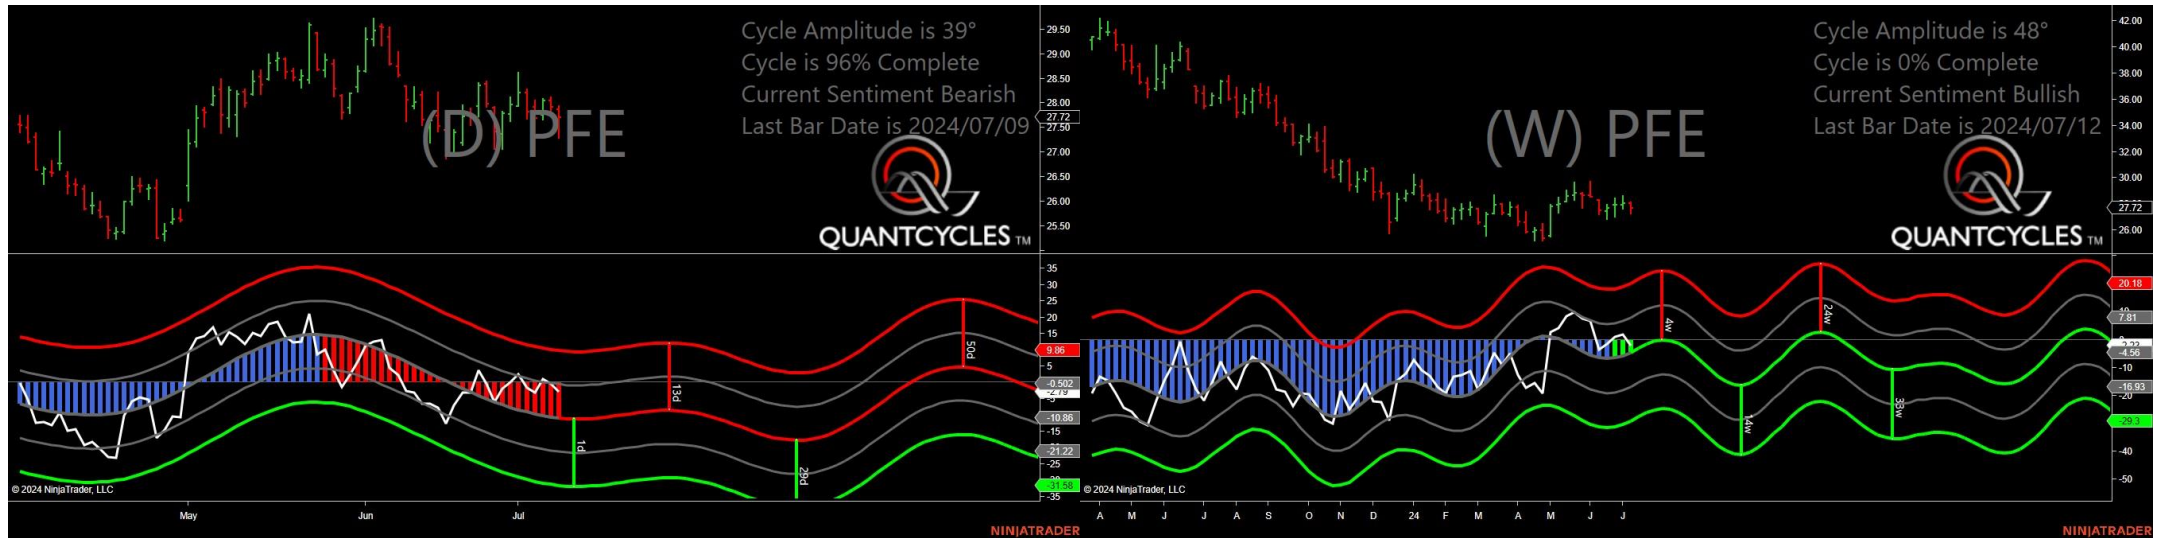 Cycle Amplitude is 39°
Cycle is 96% Complete
Current Sentiment Bearish
Last Bar Date is 2024/07/09
(D) PFE
QUANTCYCLES TM
29.50
29.00
28.50
28.00
27.72
27.50
27.00
26.50
26.00
25.50
35
30
25
20
15
9.86
5
-0.502
-2.79
-10.86
-15
-21.22
-25
-31.58
-35
13d
50d
1d
29d
© 2024 NinjaTrader, LLC
May Jun Jul
NINJATRADER
Cycle Amplitude is 48°
Cycle is 0% Complete
Current Sentiment Bullish
Last Bar Date is 2024/07/12
(W) PFE
QUANTCYCLES TM
42.00
40.00
38.00
36.00
34.00
32.00
30.00
27.72
26.00
20.18
7.81
-4.56
-10
-16.93
-20
-29.3
-40
-50
4w
24w
14w
© 2024 NinjaTrader, LLC
A M J J A S O N D 24 F M A M J J
NINJATRADER